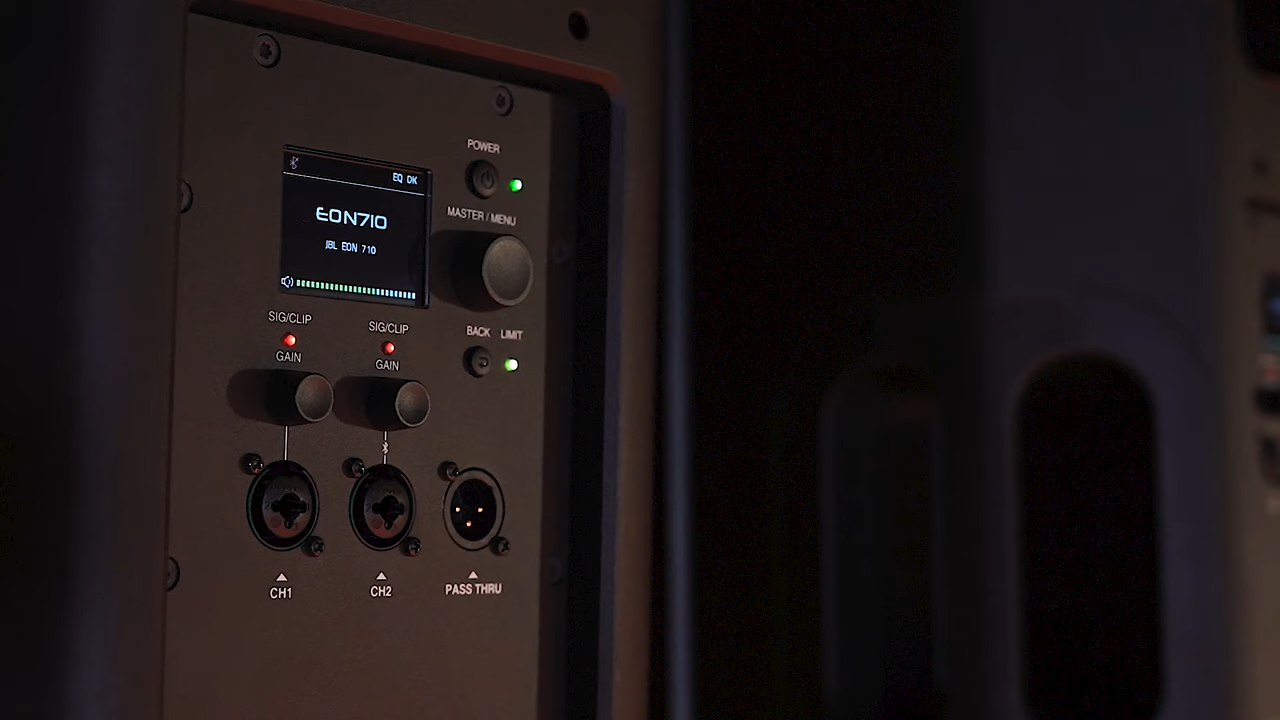 POWER
EQ OK
MASTER / MENU
EON710
JBL EON 710
SIG/CLIP
SIG/CLIP
BACK LIMIT
GAIN
GAIN
CH1
CH2
PASS THRU